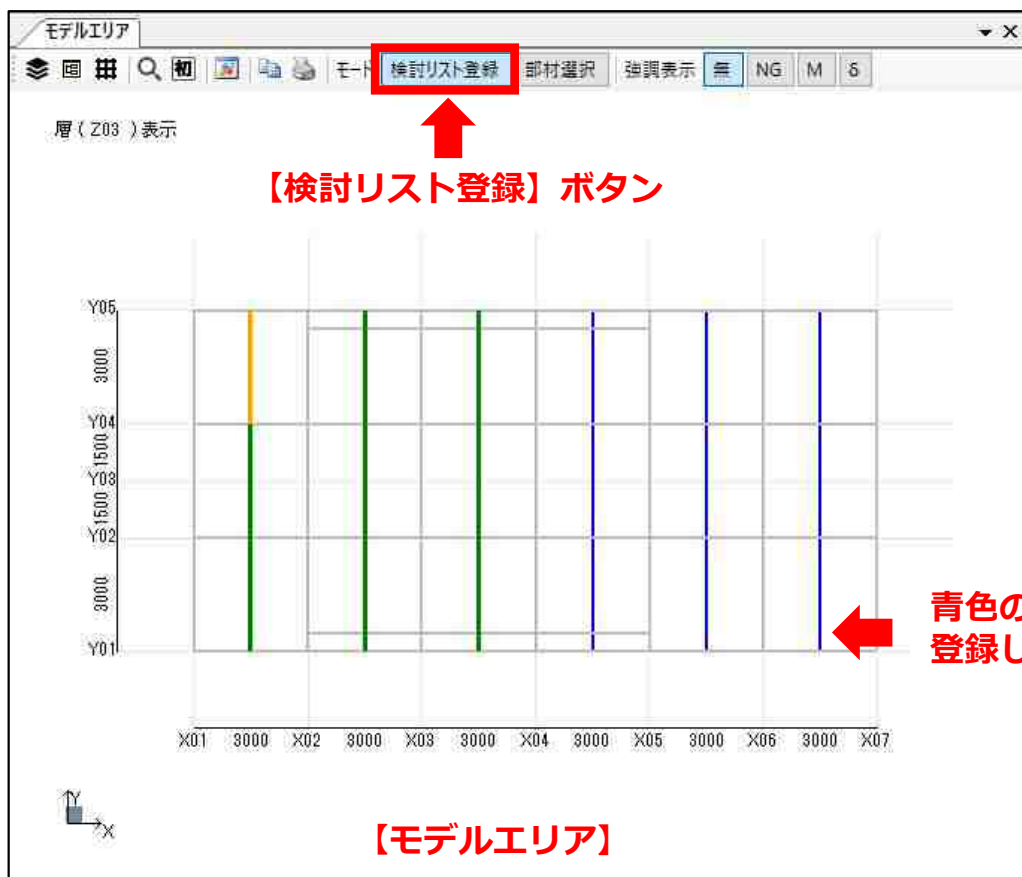 モデルエリア
初 モード 検討リスト登録 部材選択 強調表示 無 NG M δ
層(Z03 )表示
【検討リスト登録】ボタン
Y05
3000
Y04
1500
Y03
1500
Y02
3000
Y01
青色の
登録し
X01 3000 X02 3000 X03 3000 X04 3000 X05 3000 X06 3000 X07
Y
X
【モデルエリア】